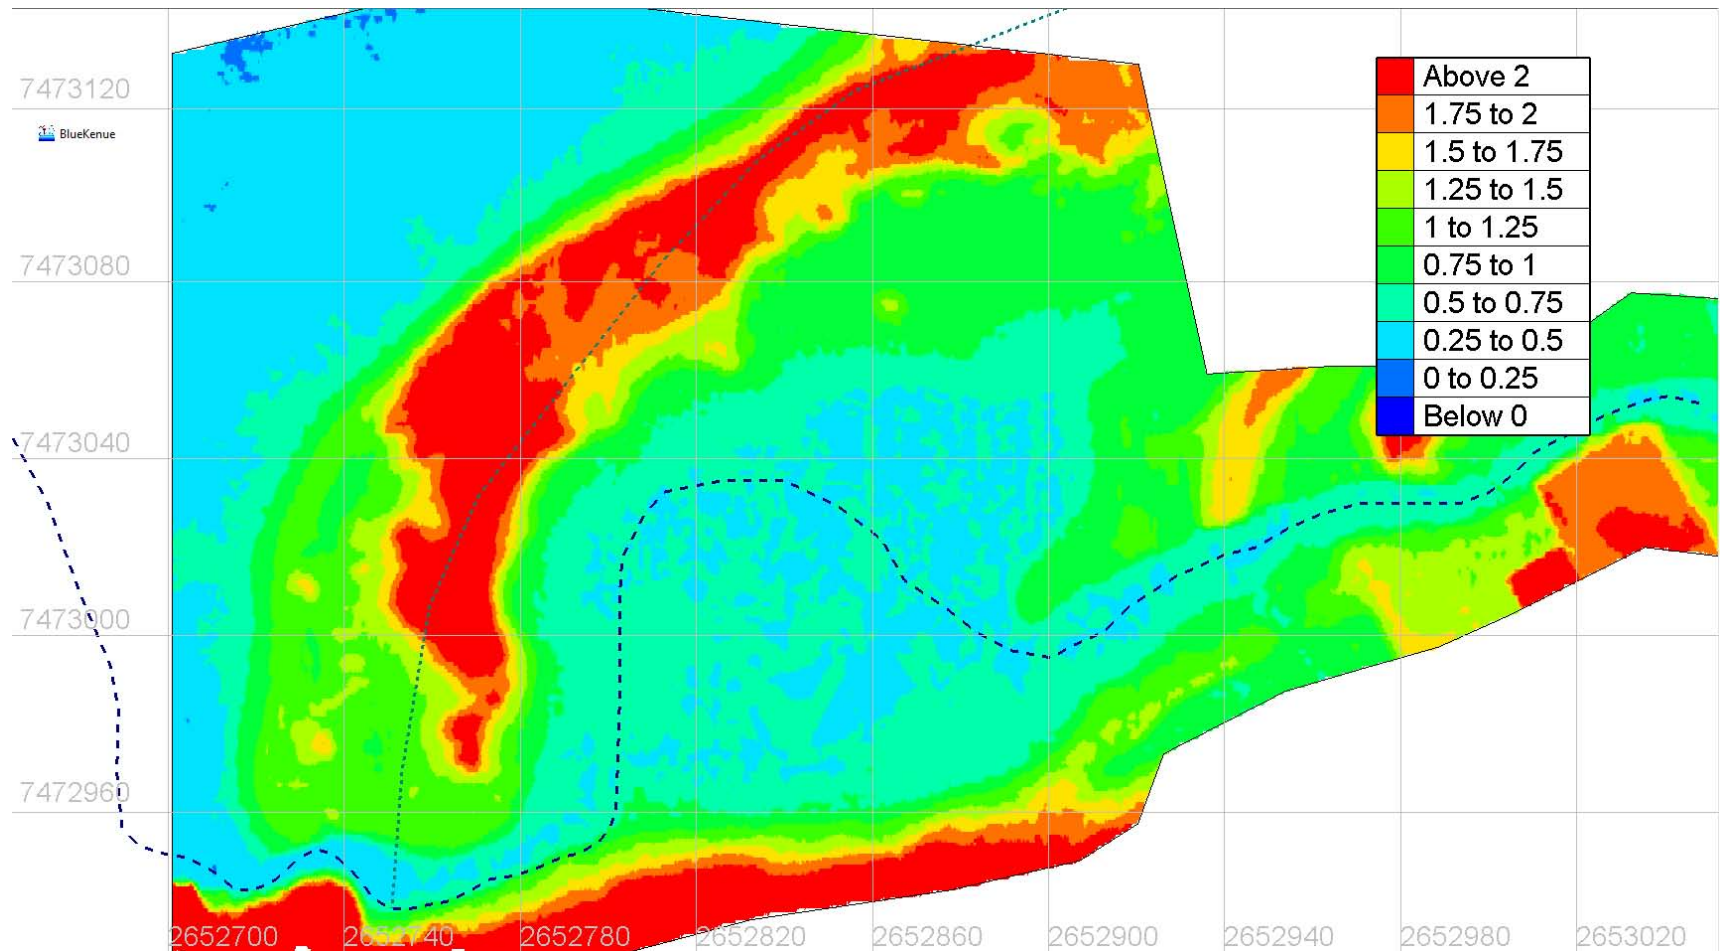 7473120
BlueKenue
Above 2
1.75 to 2
1.5 to 1.75
1.25 to 1.5
1 to 1.25
0.75 to 1
0.5 to 0.75
0.25 to 0.5
0 to 0.25
Below 0
7473080
7473040
7473000
7472960
2652700 2652740 2652780 2652820 2652860 2652900 2652940 2652980 2653020